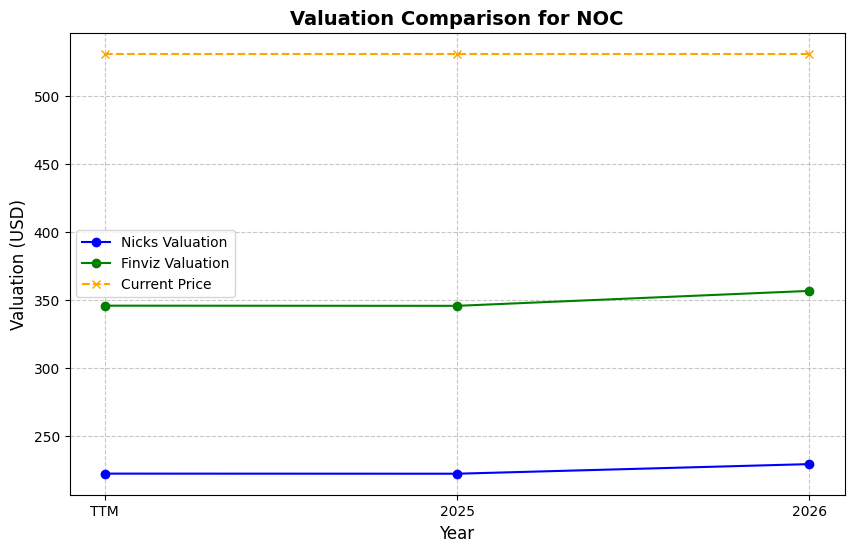 Valuation Comparison for NOC
Valuation (USD)
500
450
400
350
300
250
Nicks Valuation
Finviz Valuation
Current Price
TTM
2025
2026
Year